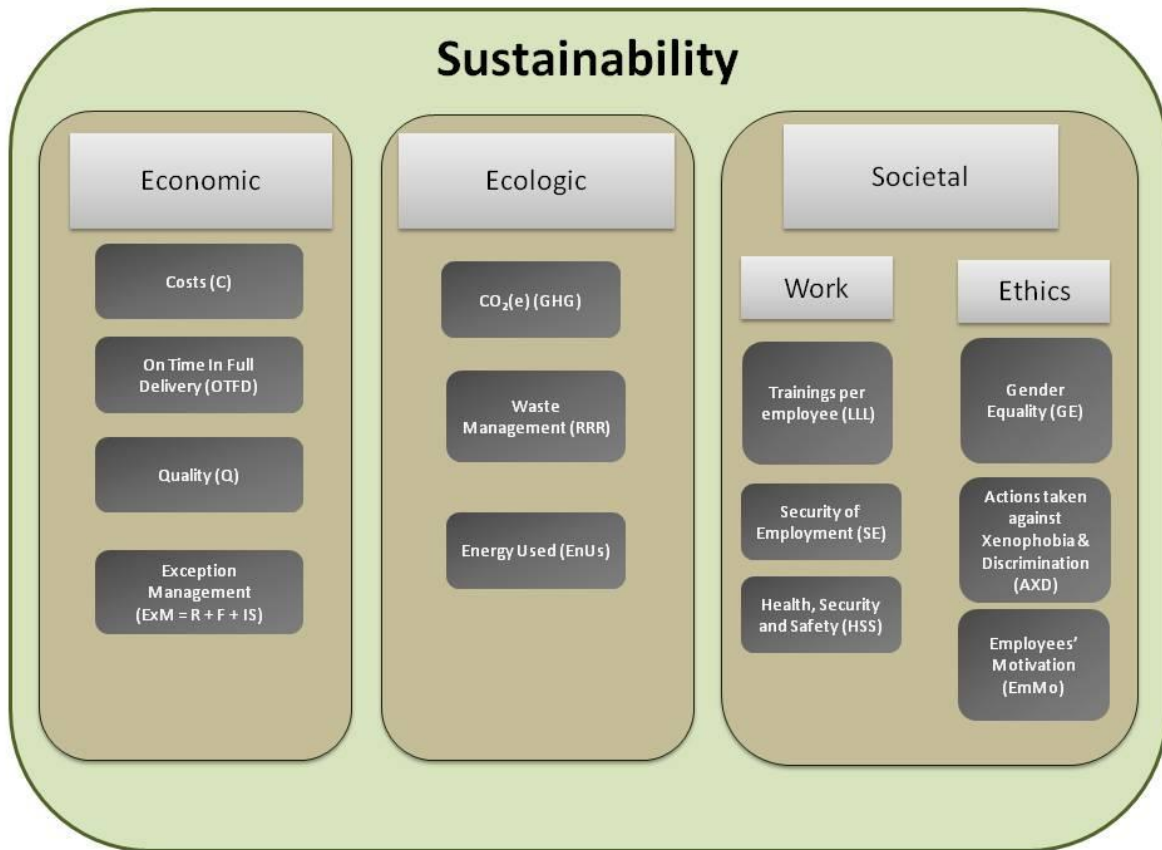 Sustainability
Economic
Costs (C)
On Time In Full
Delivery (OTFD)
Quality (Q)
Exception
Management
(ExM = R + F + IS)
Ecologic
CO₂(e) (GHG)
Waste
Management (RRR)
Energy Used (EnUs)
Societal
Work
Trainings per
employee (LLL)
Security of
Employment (SE)
Health, Security
and Safety (HSS)
Ethics
Gender
Equality (GE)
Actions taken
against
Xenophobia &
Discrimination
(AXD)
Employees’
Motivation
(EmMo)